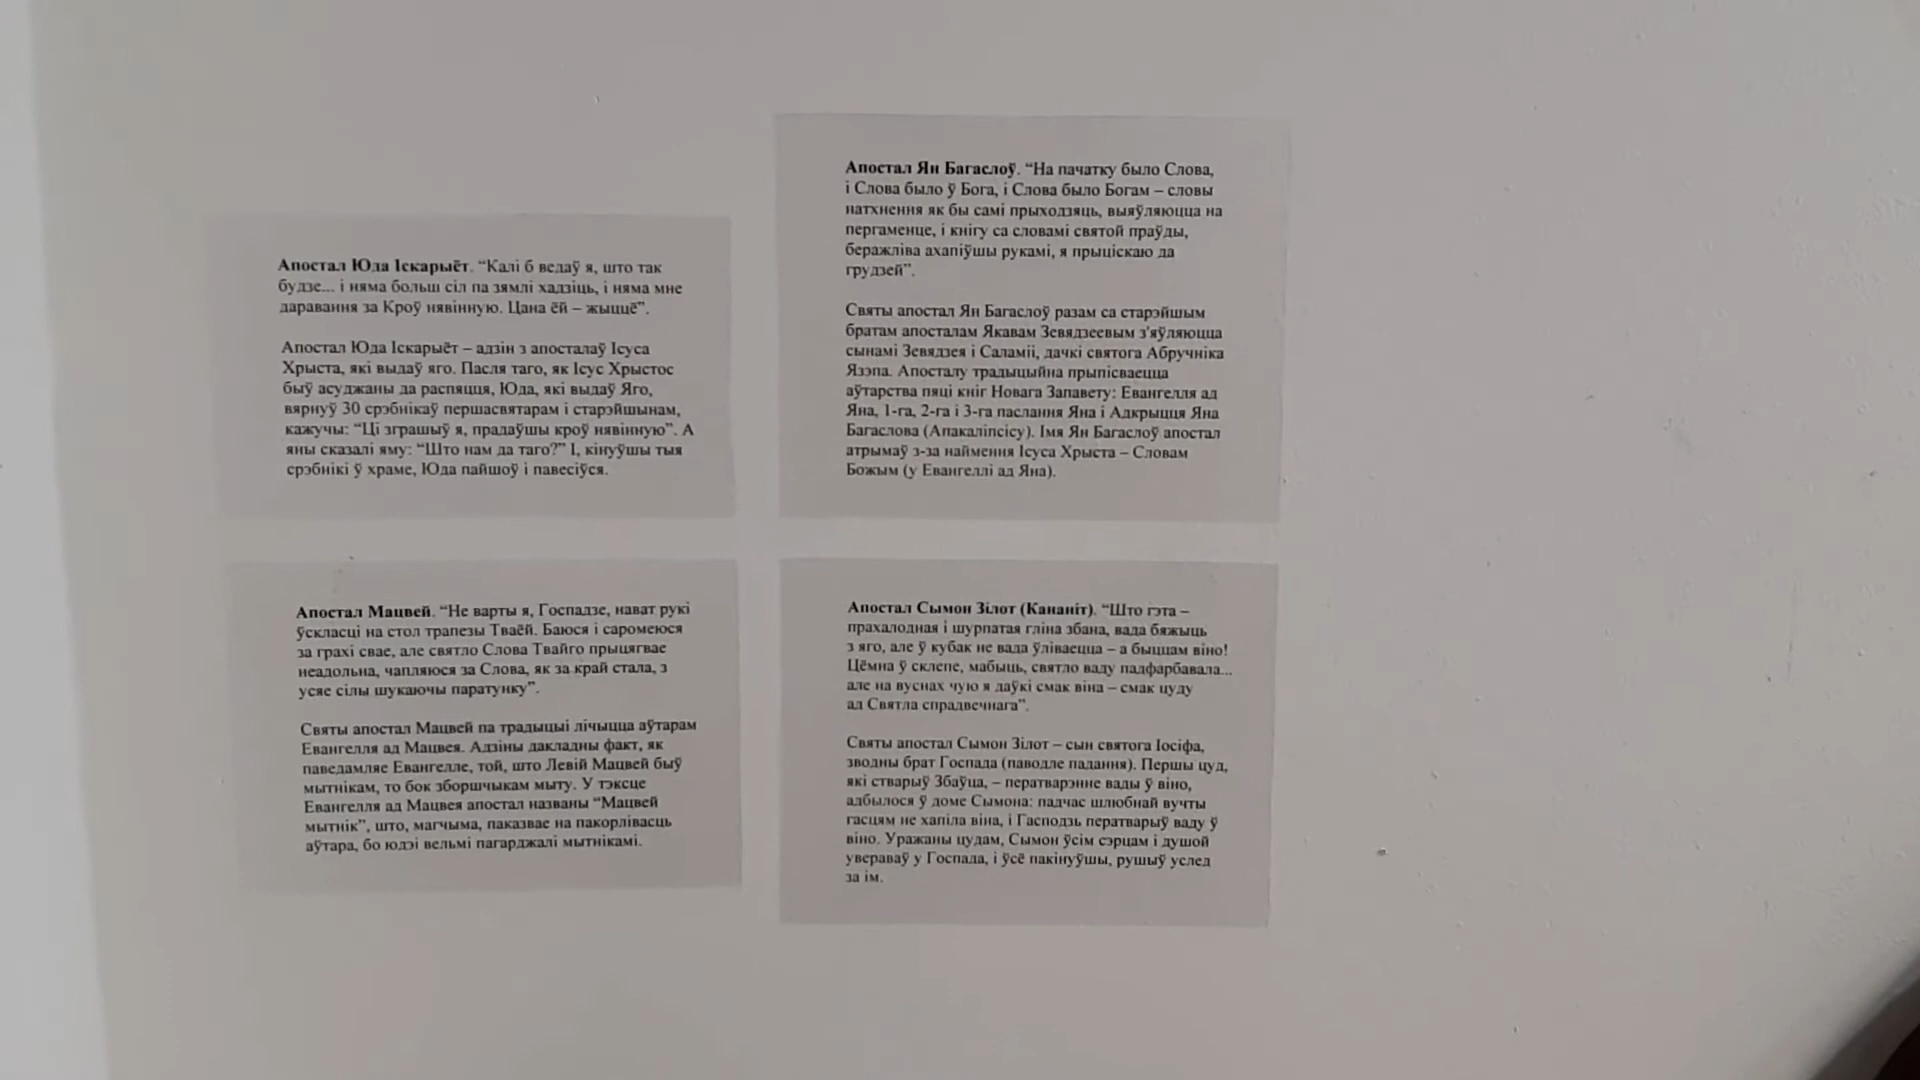 Апостал Юда Іскарыёт. “Калі б ведаў я, што так
будзе... і няма больш сіл па зямлі хадзіць, і няма мне
даравання за Кроў нявінную. Цана ёй – жыццё”.
Апостал Юда Іскарыёт – адзін з апосталаў Ісуса
Хрыста, які выдаў яго. Пасля таго, як Ісус Хрыстос
быў асуджаны да распяцця, Юда, які выдаў Яго,
вярнуў 30 срэбнікаў першасвятарам і старэйшынам,
кажучы: “Ці зграшыў я, прадаўшы кроў нявінную”. А
яны сказалі яму: “Што нам да таго?” І, кінуўшы тыя
срэбнікі ў храме, Юда пайшоў і павесіўся.
Апостал Ян Багаслоў. “На пачатку было Слова,
і Слова было ў Бога, і Слова было Богам – словы
натхнення як бы самі прыходзяць, выяўляюцца на
пергаменце, і кнігу са словамі святой праўды,
беражліва ахапіўшы рукамі, я прыціскаю да
грудзей”.
Святы апостал Ян Багаслоў разам са старэйшым
братам апосталам Якавам Зевядзеевым з'яўляюцца
сынамі Зевядзея і Саламіі, дачкі святога Абручніка
Язэпа. Апосталу традыцыйна прыпісваецца
аўтарства пяці кніг Новага Запавету: Евангелля ад
Яна, 1-га, 2-га і 3-га паслання Яна і Адкрыцця Яна
Багаслова (Апакаліпсісу). Імя Ян Багаслоў апостал
атрымаў з-за наймення Ісуса Хрыста – Словам
Божым (у Евангеллі ад Яна).
Апостал Мацвей. “Не варты я, Госпадзе, нават рукі
ўскласці на стол трапезы Тваёй. Баюся і саромеюся
за грахі свае, але святло Слова Твайго прыцягвае
неадольна, чапляюся за Слова, як за край стала, з
усяе сілы шукаючы паратунку”.
Святы апостал Мацвей па традыцыі лічыцца аўтарам
Евангелля ад Мацвея. Адзіны дакладны факт, як
паведамляе Евангелле, той, што Левій Мацвей быў
мытнікам, то бок зборшчыкам мыту. У тэксце
Евангелля ад Мацвея апостал названы “Мацвей
мытнік”, што, магчыма, паказвае на пакорлівасць
аўтара, бо юдэі вельмі пагарджалі мытнікамі.
Апостал Сымон Зілот (Кананіт). “Што гэта –
прахалодная і шурпатая гліна збана, вада бяжыць
з яго, але ў кубак не вада ўліваецца – а быццам віно!
Цёмна ў склепе, мабыць, святло ваду падфарбавала...
але на вуснах чую я даўкі смак віна – смак цуду
ад Святла спрадвечнага”.
Святы апостал Сымон Зілот – сын святога Іосіфа,
зводны брат Госпада (паводле падання). Першы цуд,
які стварыў Збаўца, – ператварэнне вады ў віно,
адбылося ў доме Сымона: падчас шлюбнай вучты
гасцям не хапіла віна, і Гасподзь ператварыў ваду ў
віно. Уражаны цудам, Сымон ўсім сэрцам і душой
увераваў у Госпада, і ўсё пакінуўшы, рушыў услед
за ім.